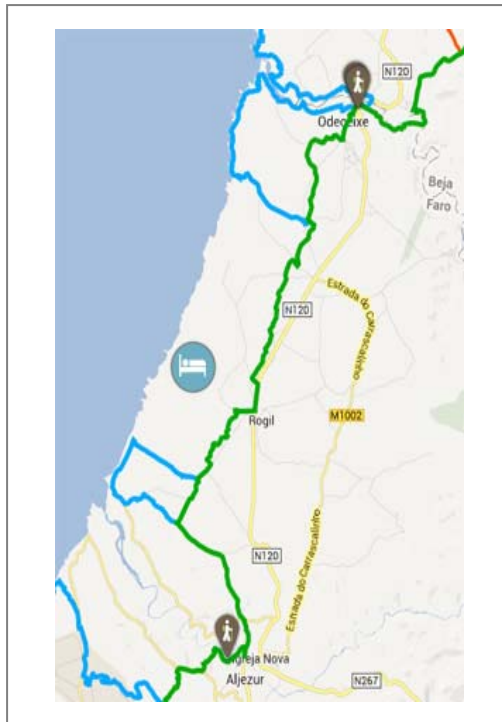 N120
Odeceixe
Beja
Faro
Estrada do Carrascalinho
N120
M1002
Rogil
Estrada do Carrascalinho
N120
Igreja Nova
Aljezur
N267